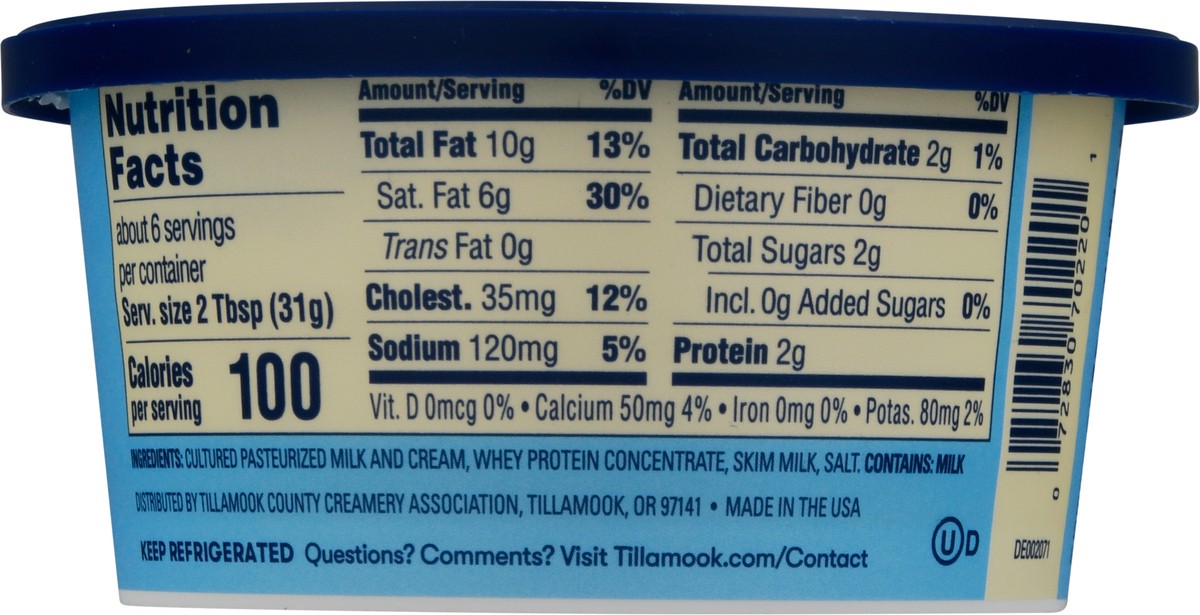 Nutrition
Facts
about 6 servings
per container
Serv. size 2 Tbsp (31g)
Calories
per serving
100
Amount/Serving %DV
Total Fat 10g 13%
Sat. Fat 6g 30%
Trans Fat 0g
Cholest. 35mg 12%
Sodium 120mg 5%
Amount/Serving %DV
Total Carbohydrate 2g 1%
Dietary Fiber 0g 0%
Total Sugars 2g
Incl. 0g Added Sugars 0%
Protein 2g
Vit. D 0mcg 0% • Calcium 50mg 4% • Iron 0mg 0% • Potas. 80mg 2%
INGREDIENTS: CULTURED PASTEURIZED MILK AND CREAM, WHEY PROTEIN CONCENTRATE, SKIM MILK, SALT. CONTAINS: MILK
DISTRIBUTED BY TILLAMOOK COUNTY CREAMERY ASSOCIATION, TILLAMOOK, OR 97141 • MADE IN THE USA
KEEP REFRIGERATED Questions? Comments? Visit Tillamook.com/Contact
U D
0 72830 70220 1
DE002071